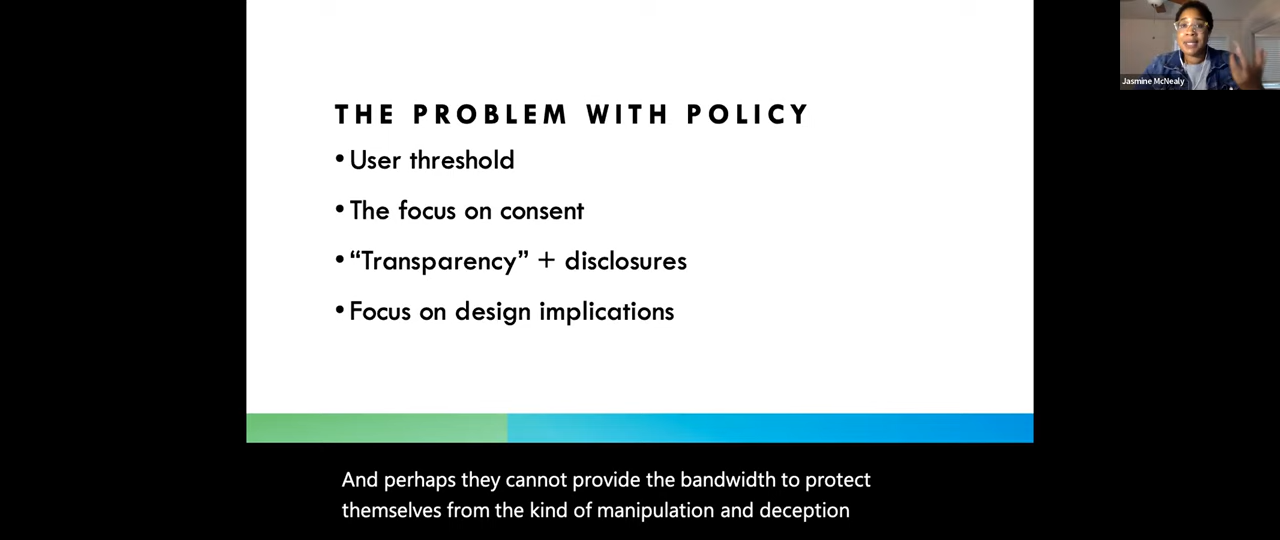 THE PROBLEM WITH POLICY
• User threshold
• The focus on consent
• “Transparency” + disclosures
• Focus on design implications
Jasmine McNealy
And perhaps they cannot provide the bandwidth to protect
themselves from the kind of manipulation and deception